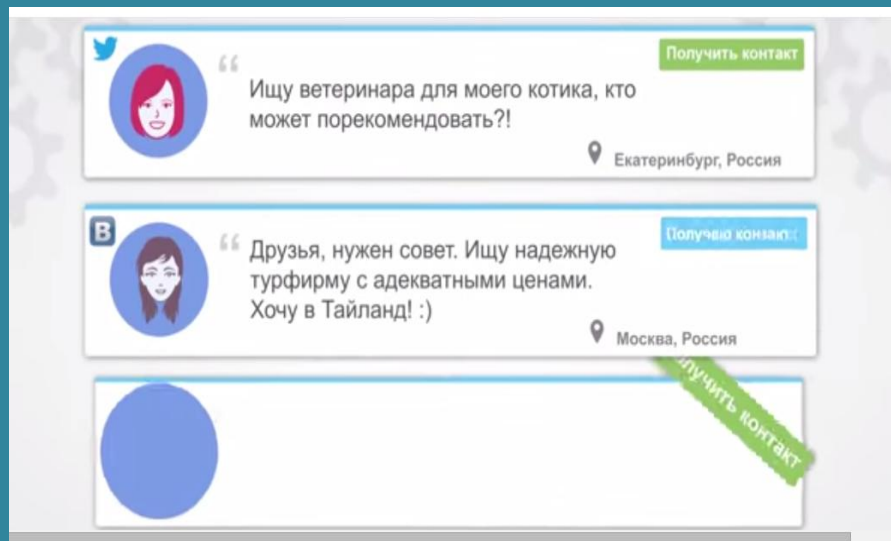 Получить контакт
“
Ищу ветеринара для моего котика, кто
может порекомендовать?!
Екатеринбург, Россия
В
“
Друзья, нужен совет. Ищу надежную
турфирму с адекватными ценами.
Хочу в Тайланд! :)
Москва, Россия
контакт